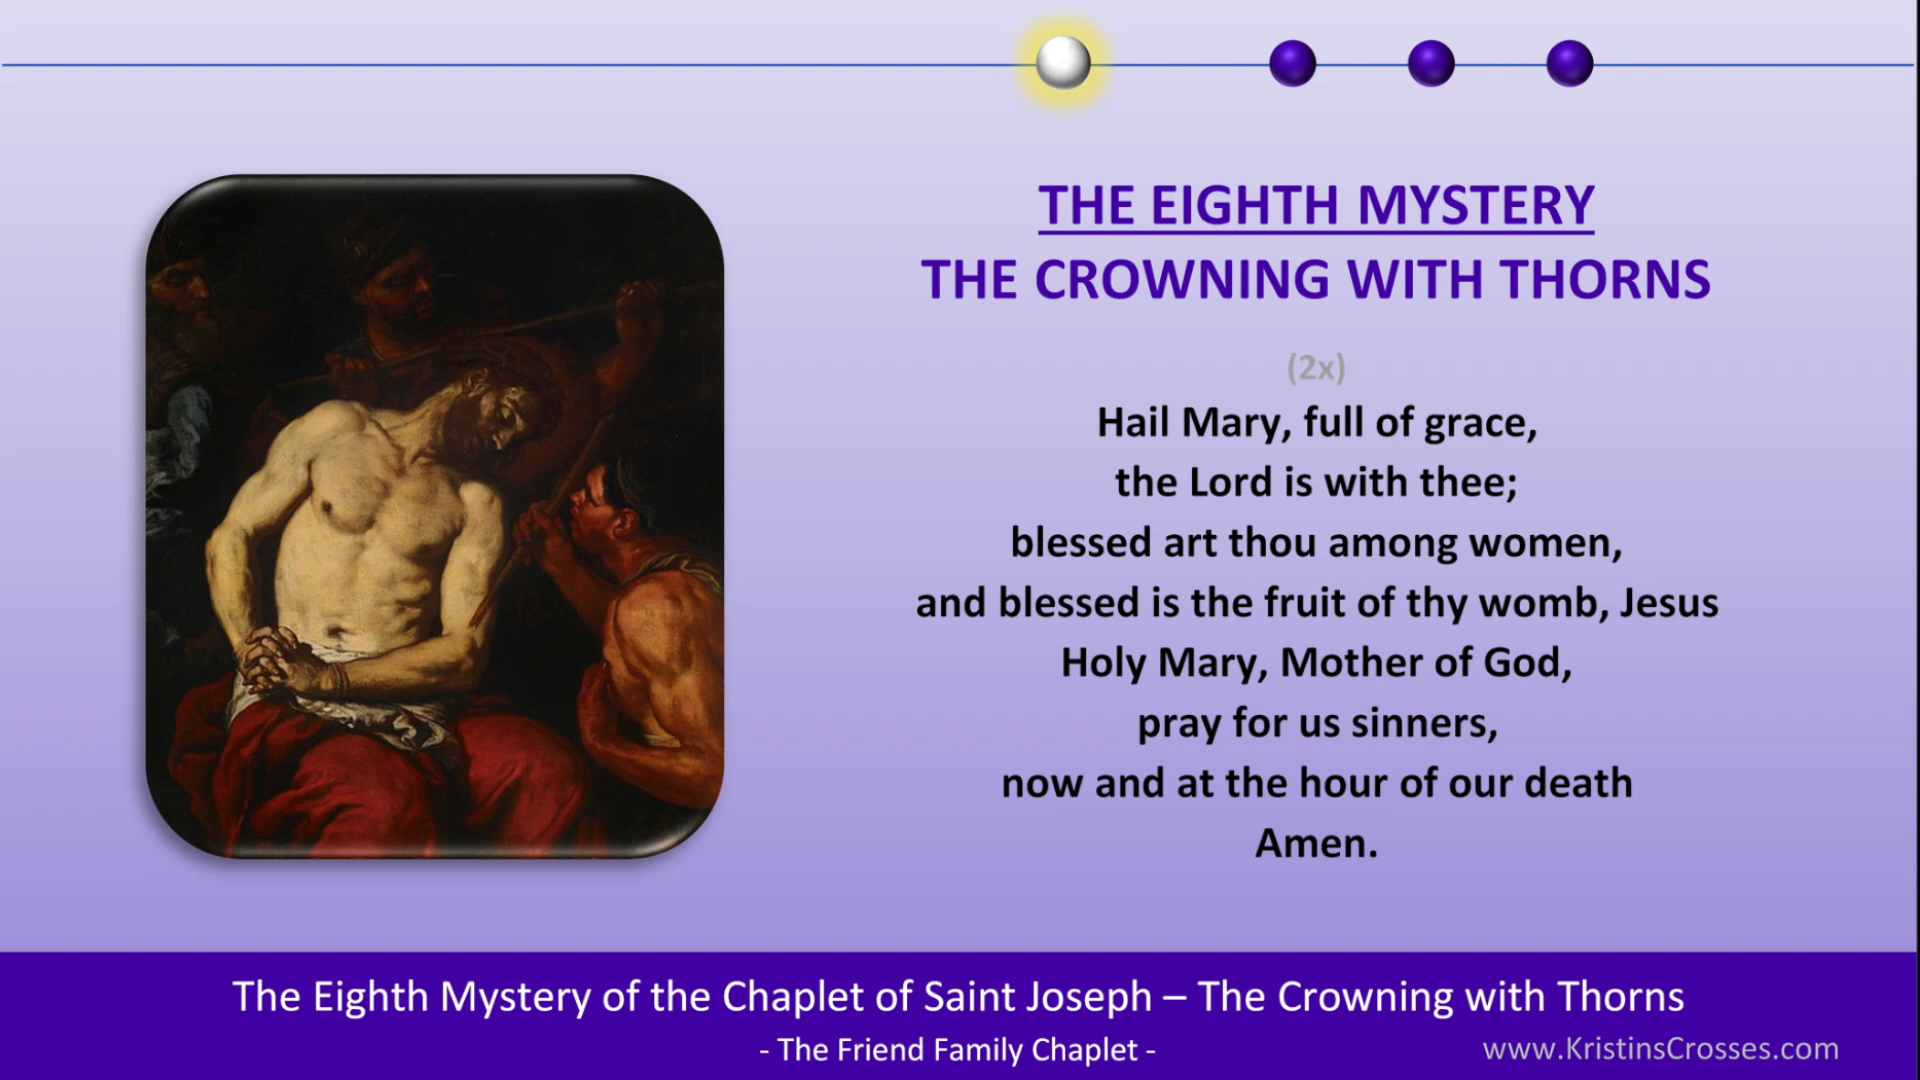 THE EIGHTH MYSTERY
THE CROWNING WITH THORNS
(2x)
Hail Mary, full of grace,
the Lord is with thee;
blessed art thou among women,
and blessed is the fruit of thy womb, Jesus
Holy Mary, Mother of God,
pray for us sinners,
now and at the hour of our death
Amen.
The Eighth Mystery of the Chaplet of Saint Joseph – The Crowning with Thorns
- The Friend Family Chaplet -
www.KristinsCrosses.com